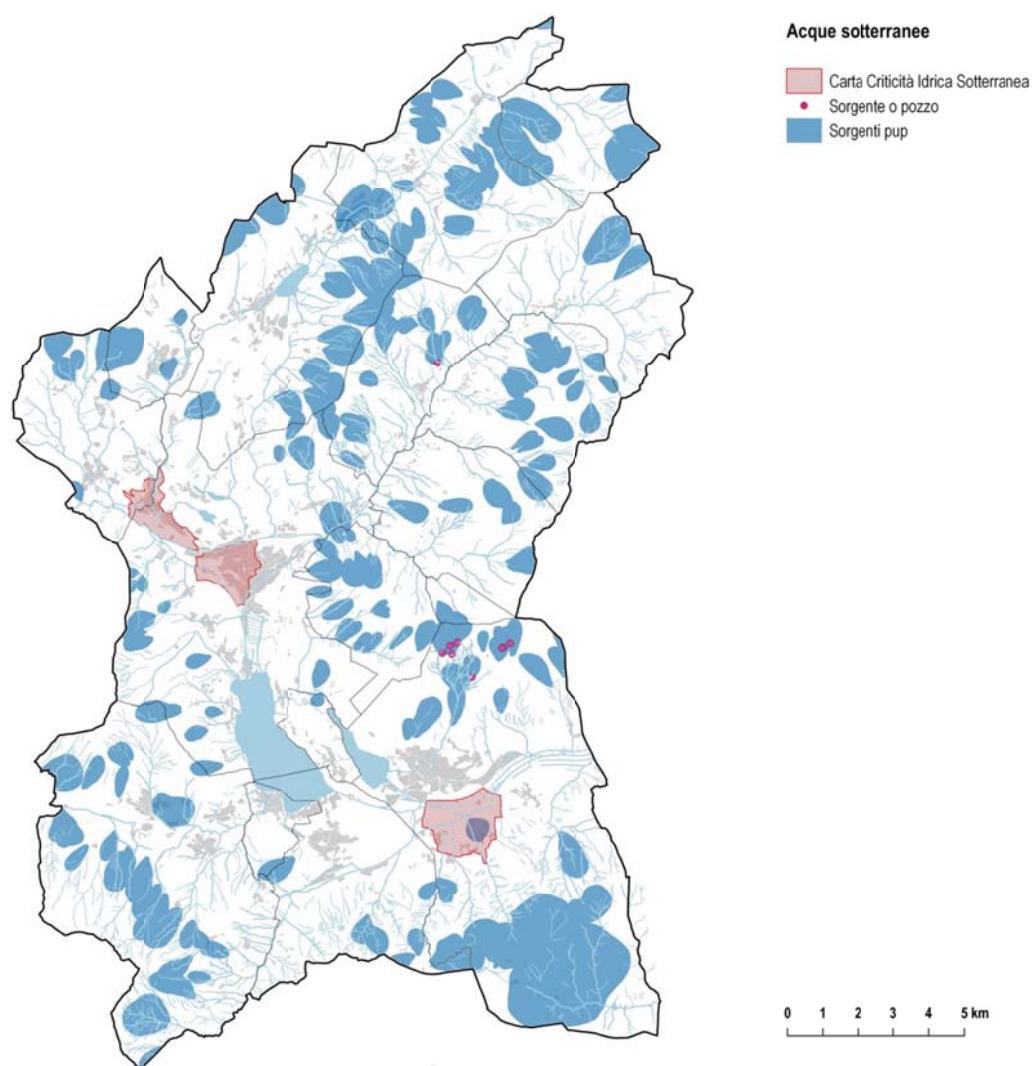 Acque sotterranee
Carta Criticità Idrica Sotterranea
Sorgente o pozzo
Sorgenti pup
0 1 2 3 4 5 km